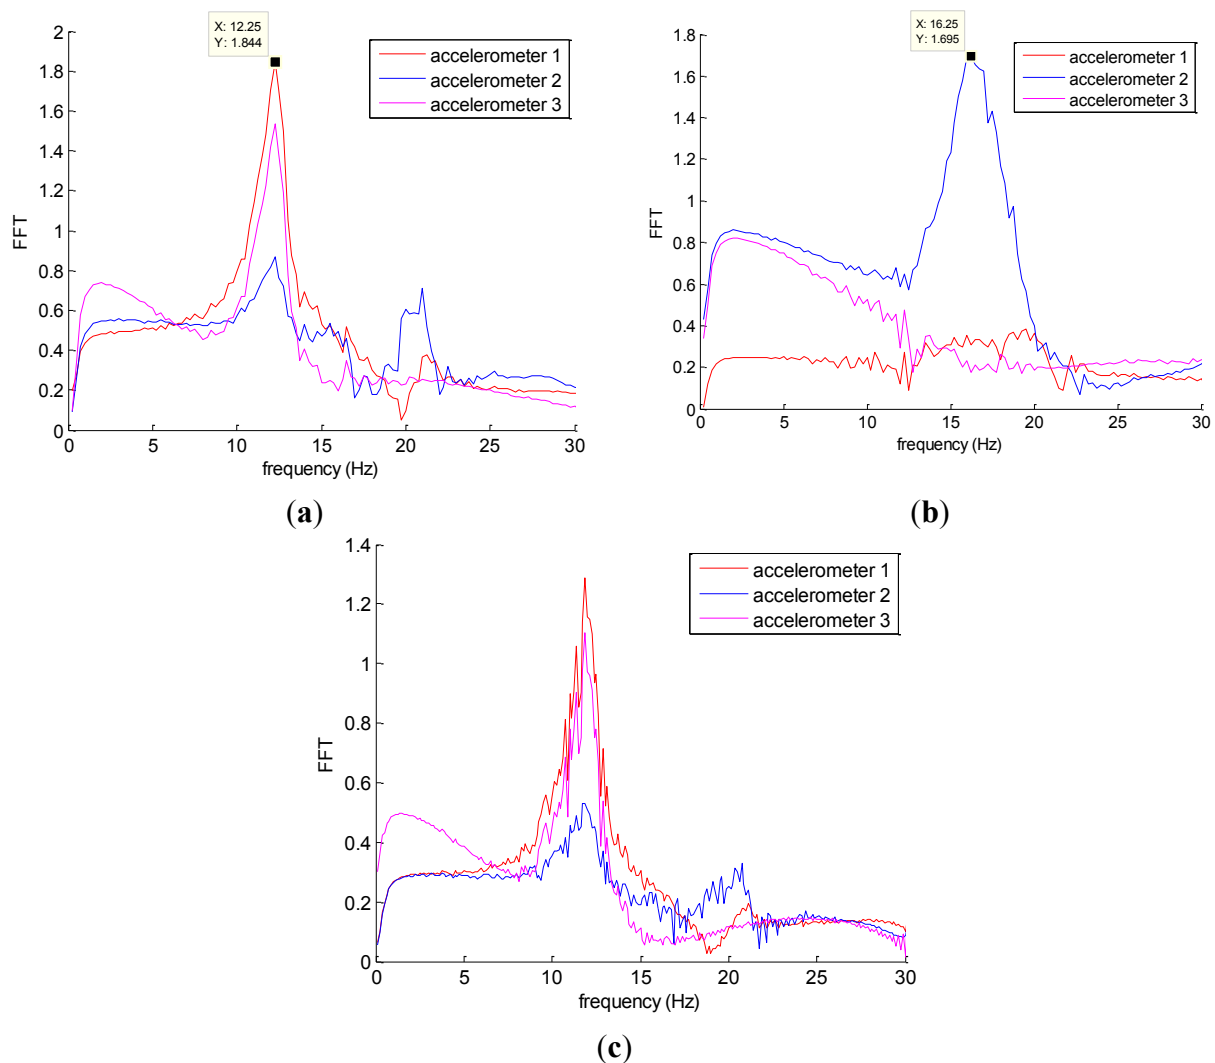 X: 12.25
Y: 1.844
2
1.8
1.6
1.4
1.2
1
0.8
0.6
0.4
0.2
0
FFT
0 5 10 15 20 25 30
frequency (Hz)
accelerometer 1
accelerometer 2
accelerometer 3
(a)
X: 16.25
Y: 1.695
1.8
1.6
1.4
1.2
1
0.8
0.6
0.4
0.2
0
FFT
0 5 10 15 20 25 30
frequency (Hz)
accelerometer 1
accelerometer 2
accelerometer 3
(b)
1.4
1.2
1
0.8
0.6
0.4
0.2
0
FFT
0 5 10 15 20 25 30
frequency (Hz)
accelerometer 1
accelerometer 2
accelerometer 3
(c)